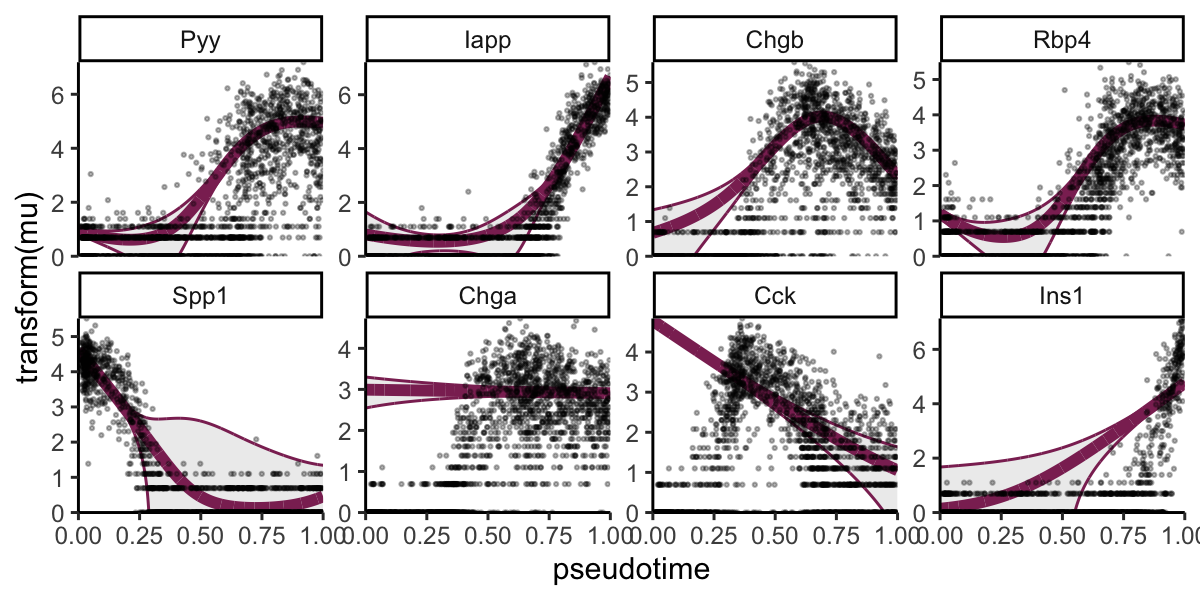 Pyy Iapp Chgb Rbp4
6 6 5 5
4 4 4 4
3 3
2 2 2 2
1 1
0 0 0 0
transform(mu)
Spp1 Chga Cck Ins1
5 4 4 6
4 3 3 4
3 2 2 2
2 1 1 0
1 0 0
0
0.00 0.25 0.50 0.75 1.00 0.00 0.25 0.50 0.75 1.00 0.00 0.25 0.50 0.75 1.00 0.00 0.25 0.50 0.75 1.00
pseudotime